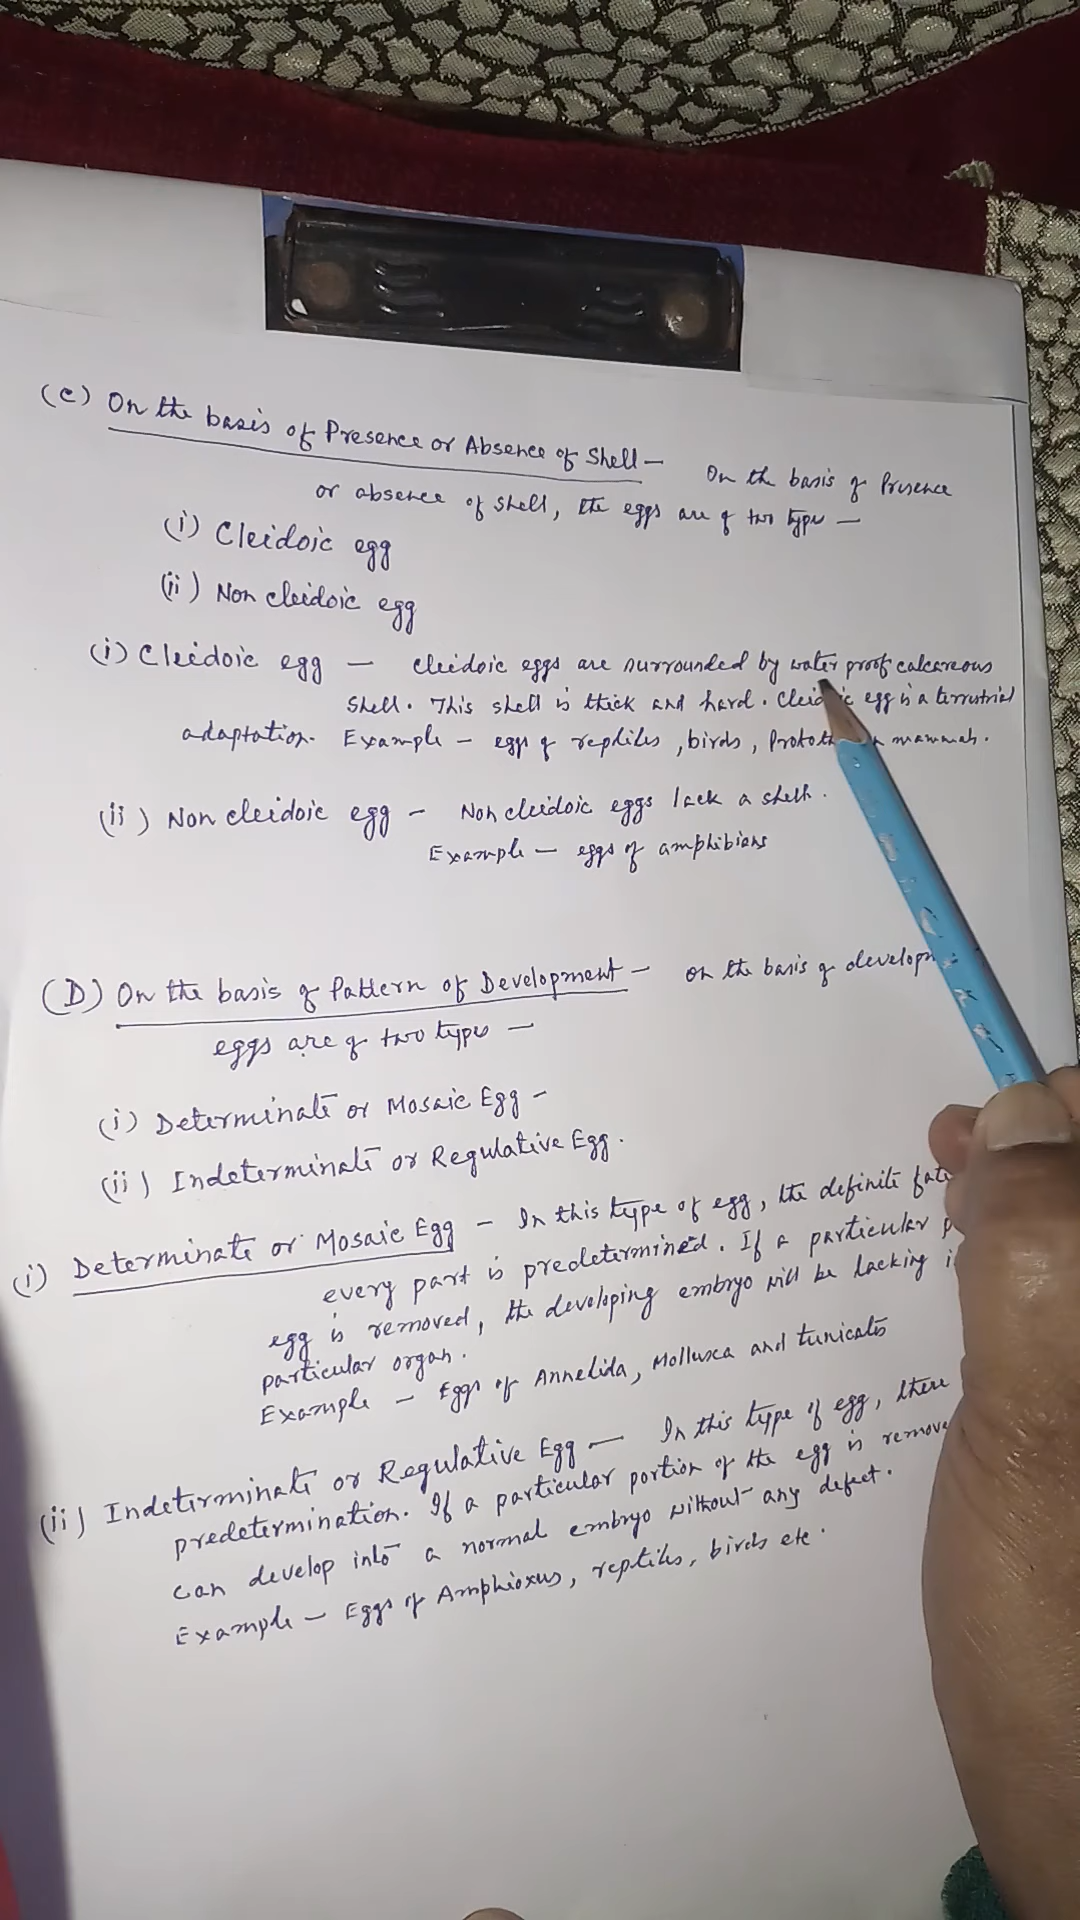 (C) On the basis of Presence or Absence of Shell — On the basis of Presence
or absence of shell, the eggs are of two types —
(i) Cleidoic egg
(ii) Non cleidoic egg
(i) Cleidoic egg — Cleidoic eggs are surrounded by water proof calcareous
Shell. This shell is thick and hard. egg is a terrestrial
adaptation. Example — eggs of reptiles, birds, mammals.
(ii) Non cleidoic egg — Non cleidoic eggs lack a shell.
Example — eggs of amphibians
(D) On the basis of Pattern of Development — on the basis of
eggs are of two types —
(i) Determinate or Mosaic Egg -
(ii) Indeterminate or Regulative Egg.
(i) Determinate or Mosaic Egg — In this type of egg, the definite
every part is predetermined. If a particular
egg is removed, the developing embryo will be lacking
particular organ.
Example — Eggs of Annelida, Mollusca and tunicates
(ii) Indeterminate or Regulative Egg — In this type of egg, there
predetermination. If a particular portion of the egg is
can develop into a normal embryo without any defect.
Example — Eggs of Amphioxus, reptiles, birds etc.